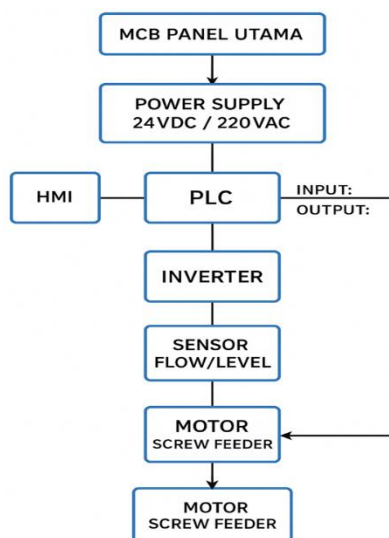 MCB PANEL UTAMA
POWER SUPPLY
24VDC / 220VAC
HMI
PLC
INPUT:
OUTPUT:
INVERTER
SENSOR
FLOW/LEVEL
MOTOR
SCREW FEEDER
MOTOR
SCREW FEEDER